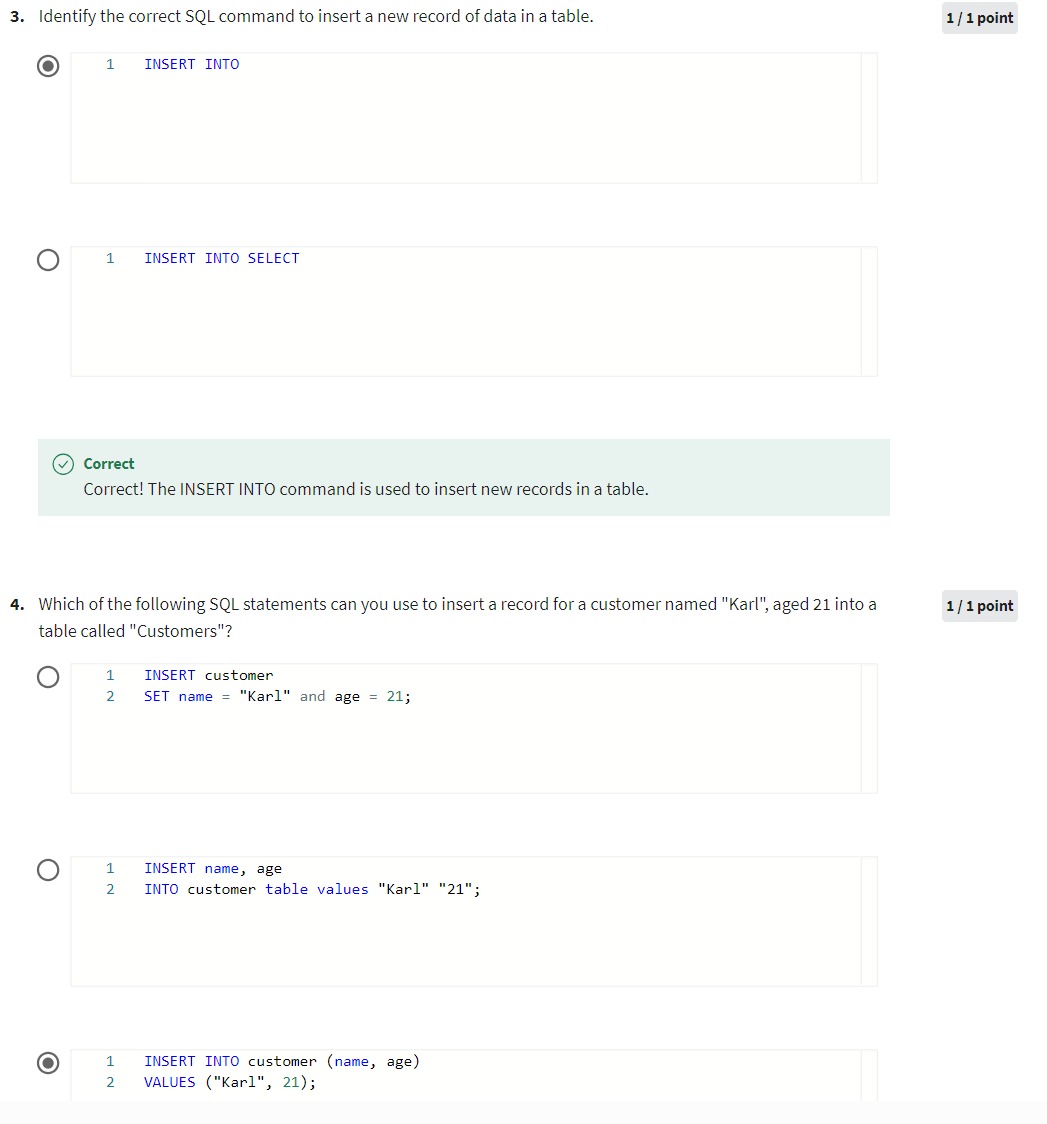 3. Identify the correct SQL command to insert a new record of data in a table.
1 / 1 point
1 INSERT INTO
1 INSERT INTO SELECT
Correct
Correct! The INSERT INTO command is used to insert new records in a table.
4. Which of the following SQL statements can you use to insert a record for a customer named "Karl", aged 21 into a
table called "Customers"?
1 / 1 point
1 INSERT customer
2 SET name = "Karl" and age = 21;
1 INSERT name, age
2 INTO customer table values "Karl" "21";
1 INSERT INTO customer (name, age)
2 VALUES ("Karl", 21);